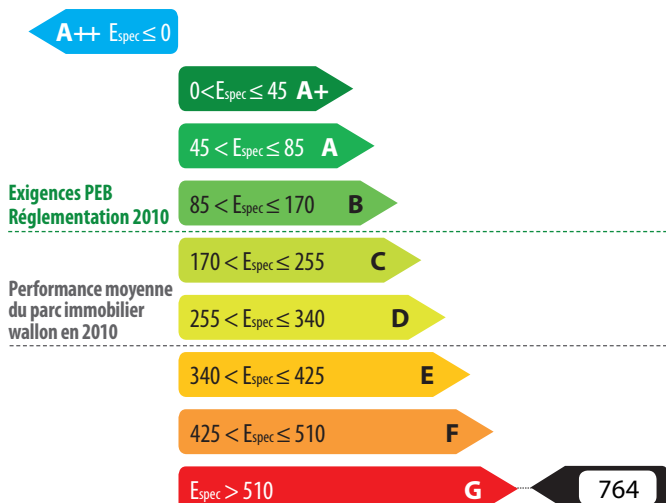 A++ Espec ≤ 0
0<Espec ≤ 45 A+
45 < Espec ≤ 85 A
Exigences PEB
Réglementation 2010
85 < Espec ≤ 170 B
170 < Espec ≤ 255 C
Performance moyenne
du parc immobilier
wallon en 2010
255 < Espec ≤ 340 D
340 < Espec ≤ 425 E
425 < Espec ≤ 510 F
Espec > 510 G 764